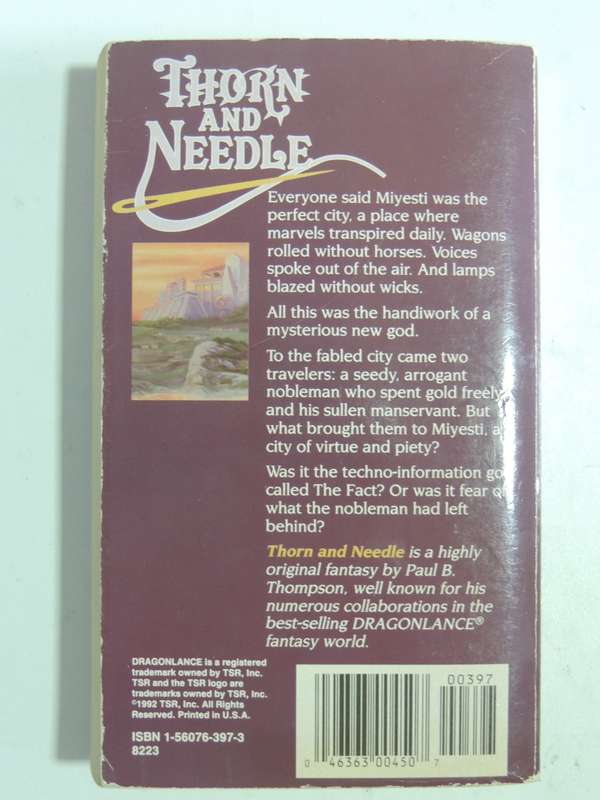 THORN
AND
NEEDLE
Everyone said Miyesti was the
perfect city, a place where
marvels transpired daily. Wagons
rolled without horses. Voices
spoke out of the air. And lamps
blazed without wicks.
All this was the handiwork of a
mysterious new god.
To the fabled city came two
travelers: a seedy, arrogant
nobleman who spent gold freely
and his sullen manservant. But
what brought them to Miyesti, a
city of virtue and piety?
Was it the techno-information
called The Fact? Or was it fear
what the nobleman had left
behind?
Thorn and Needle is a highly
original fantasy by Paul B.
Thompson, well known for his
numerous collaborations in the
best-selling DRAGONLANCE®
fantasy world.
DRAGONLANCE is a registered
trademark owned by TSR, Inc.
TSR and the TSR logo are
trademarks owned by TSR, Inc.
©1992 TSR, Inc. All Rights
Reserved. Printed in U.S.A.
ISBN 1-56076-397-3
8223
00397
0 46363 00450 7